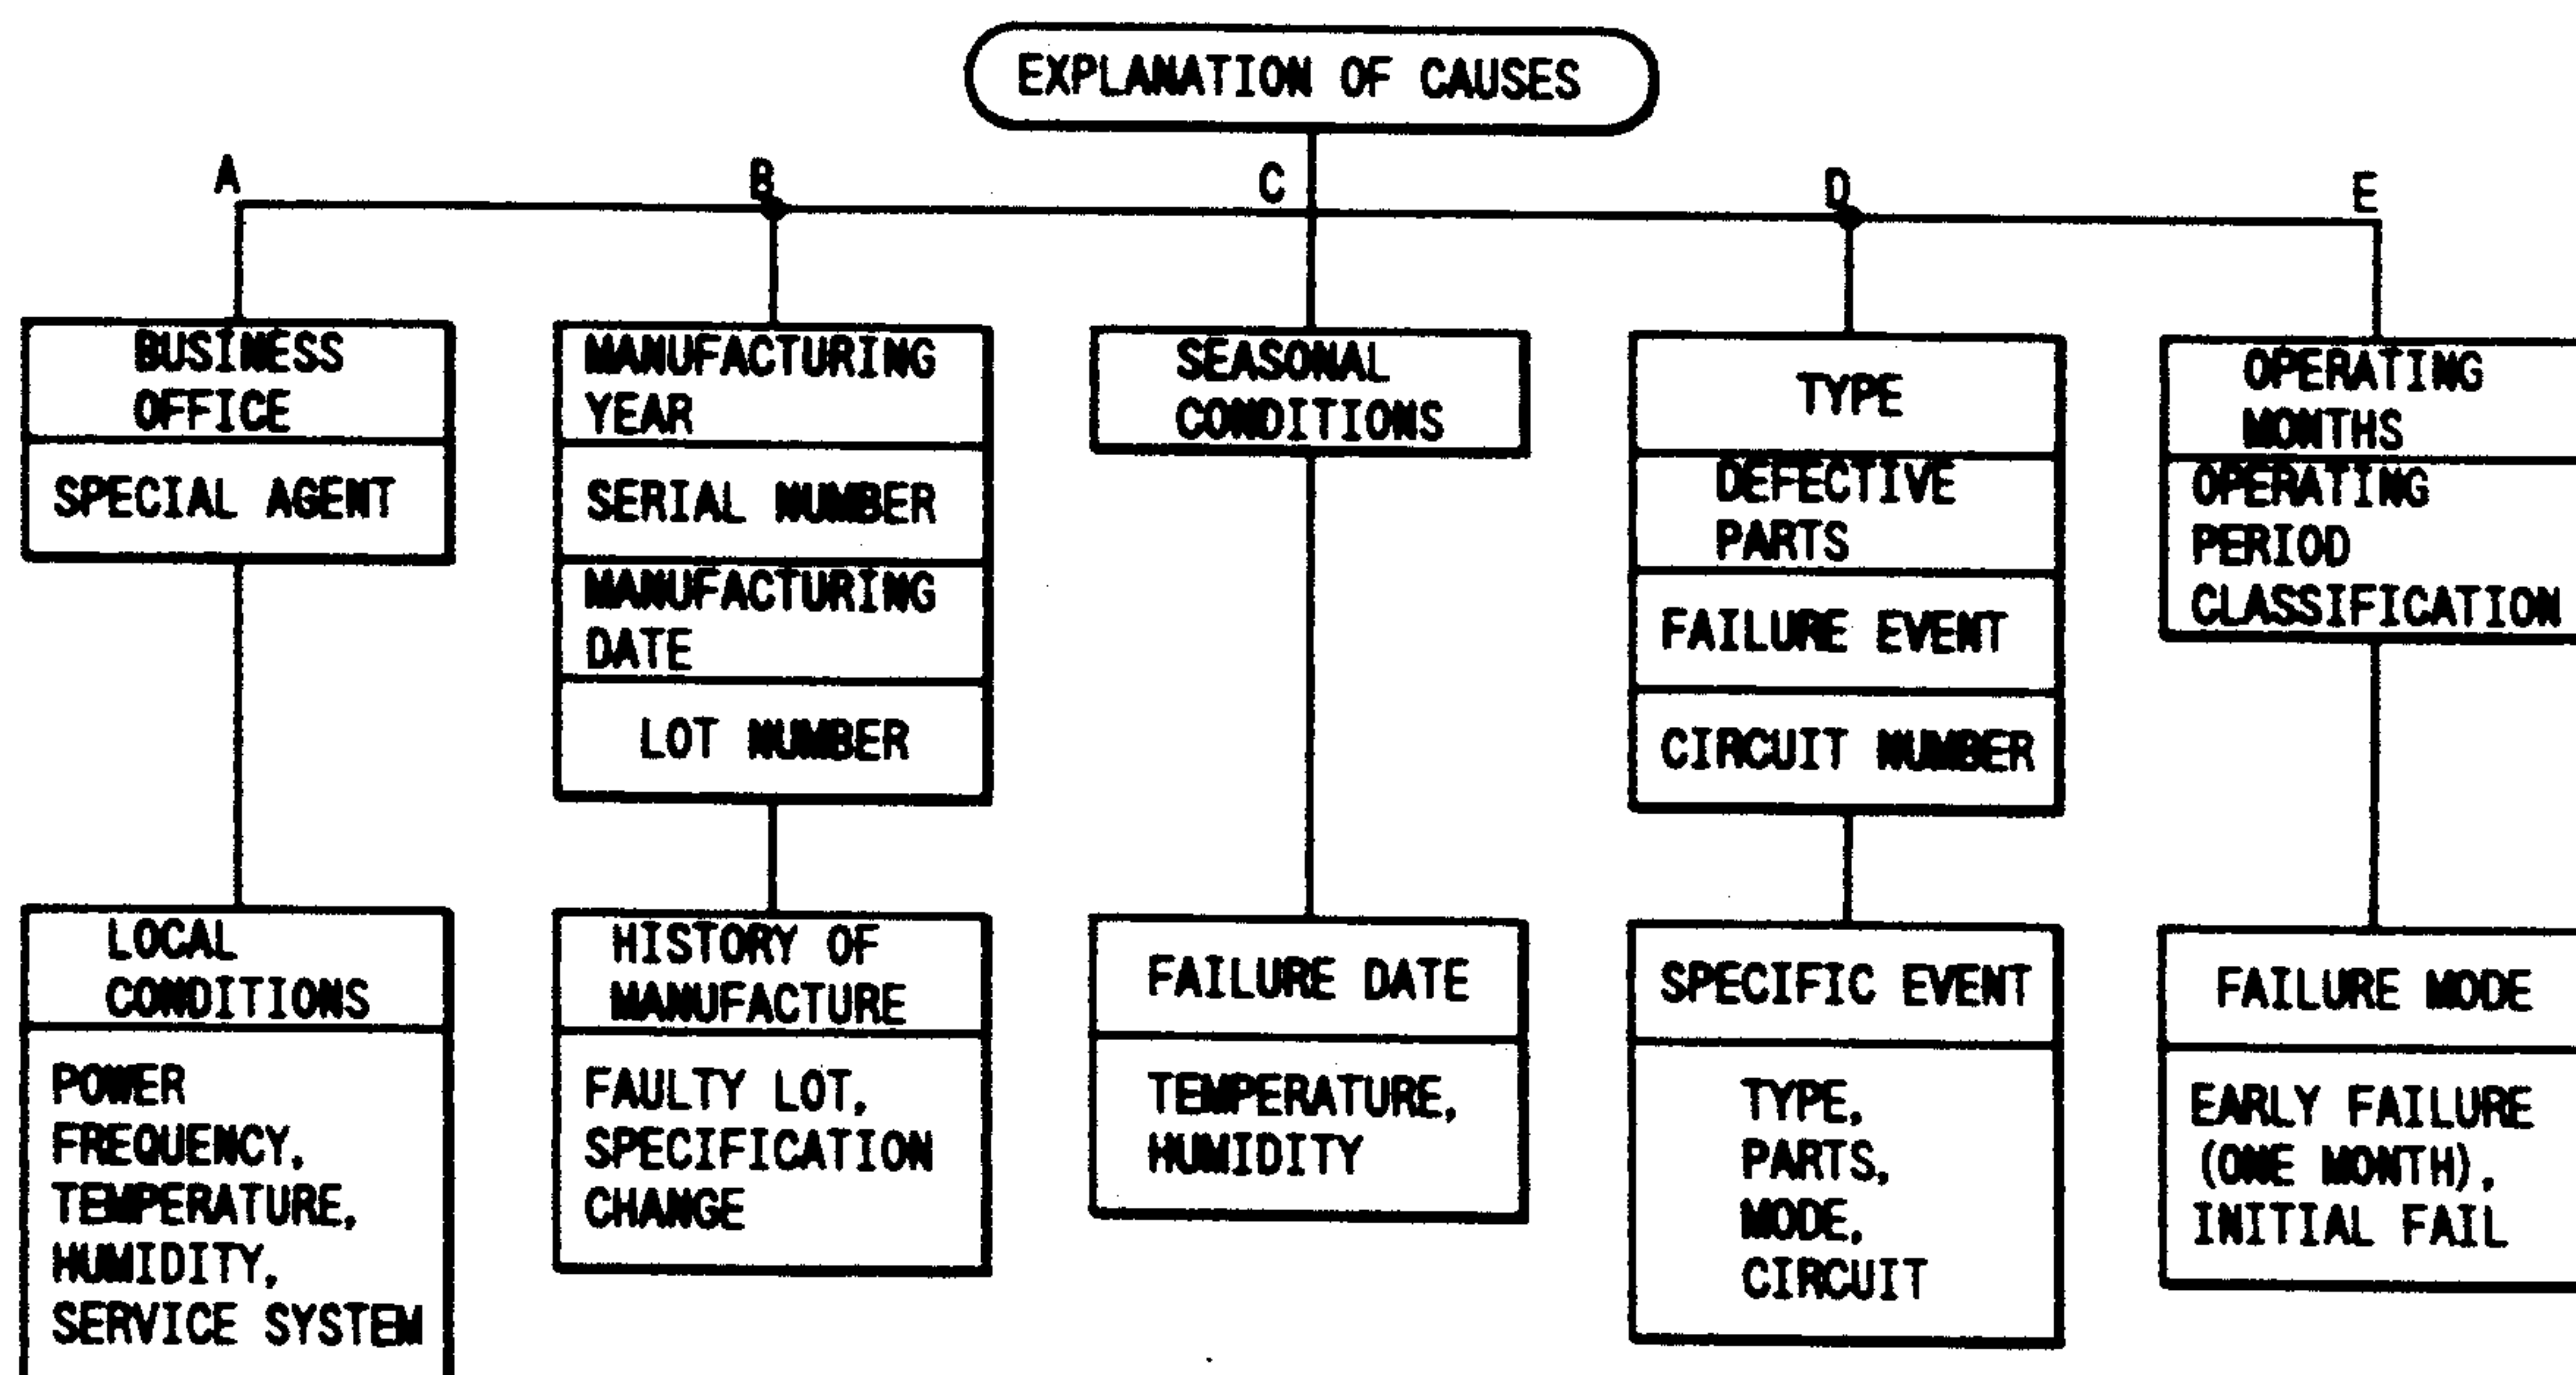 EXPLANATION OF CAUSES
A
B
C
D
E
BUSINESS
OFFICE
SPECIAL AGENT
LOCAL
CONDITIONS
POWER
FREQUENCY,
TEMPERATURE,
HUMIDITY,
SERVICE SYSTEM
MANUFACTURING
YEAR
SERIAL NUMBER
MANUFACTURING
DATE
LOT NUMBER
HISTORY OF
MANUFACTURE
FAULTY LOT,
SPECIFICATION
CHANGE
SEASONAL
CONDITIONS
FAILURE DATE
TEMPERATURE,
HUMIDITY
TYPE
DEFECTIVE
PARTS
FAILURE EVENT
CIRCUIT NUMBER
SPECIFIC EVENT
TYPE,
PARTS,
MODE,
CIRCUIT
OPERATING
MONTHS
OPERATING
PERIOD
CLASSIFICATION
FAILURE MODE
EARLY FAILURE
(ONE MONTH),
INITIAL FAIL